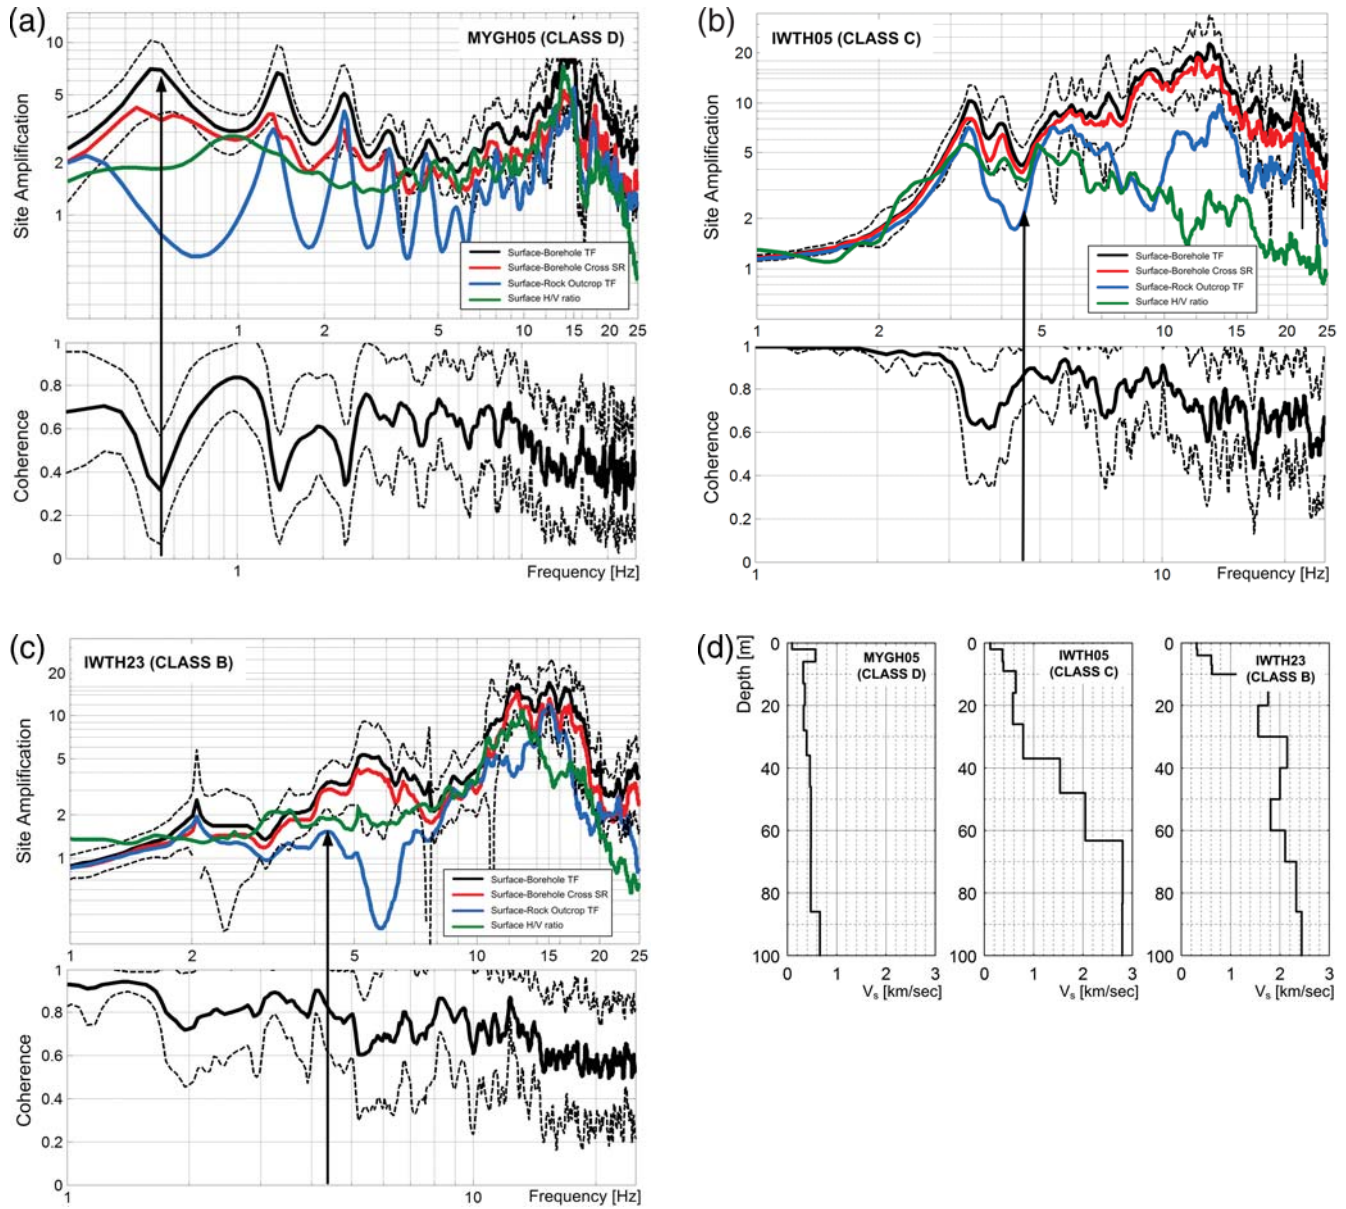 (a)
MYGH05 (CLASS D)
Site Amplification
10
5
2
1
Surface-Borehole TF
Surface-Borehole Cross SR
Surface-Rock Outcrop TF
Surface H/V ratio
1 2 5 10 15 20 25
Coherence
1
0.8
0.6
0.4
0.2
0
1
Frequency [Hz]
(b)
IWTH05 (CLASS C)
Site Amplification
20
10
5
2
1
Surface-Borehole TF
Surface-Borehole Cross SR
Surface-Rock Outcrop TF
Surface H/V ratio
1 2 5 10 15 20 25
Coherence
1
0.8
0.6
0.4
0.2
0
1 10
Frequency [Hz]
(c)
IWTH23 (CLASS B)
Site Amplification
20
10
5
2
1
Surface-Borehole TF
Surface-Borehole Cross SR
Surface-Rock Outcrop TF
Surface H/V ratio
1 2 5 10 15 20 25
Coherence
1
0.8
0.6
0.4
0.2
0
1 10
Frequency [Hz]
(d)
Depth [m]
0
20
40
60
80
100
MYGH05
(CLASS D)
0 1 2 3
Vs [km/sec]
0
20
40
60
80
100
IWTH05
(CLASS C)
0 1 2 3
Vs [km/sec]
0
20
40
60
80
100
IWTH23
(CLASS B)
0 1 2 3
Vs [km/sec]